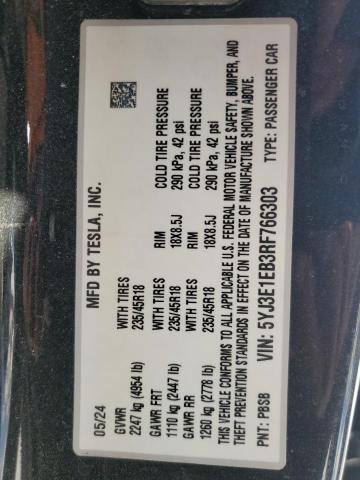 MFD BY TESLA, INC.
05/24
GVWR
2247 kg (4954 lb)
GAWR FRT WITH TIRES RIM COLD TIRE PRESSURE
1110 kg (2447 lb) 235/45R18 18X8.5J 290 kPa, 42 psi
GAWR RR WITH TIRES RIM COLD TIRE PRESSURE
1260 kg (2778 lb) 235/45R18 18X8.5J 290 kPa, 42 psi
THIS VEHICLE CONFORMS TO ALL APPLICABLE U.S. FEDERAL MOTOR VEHICLE SAFETY, BUMPER, AND
THEFT PREVENTION STANDARDS IN EFFECT ON THE DATE OF MANUFACTURE SHOWN ABOVE.
VIN: 5YJ3E1EB3RF766303
PNT: PBSB TYPE: PASSENGER CAR